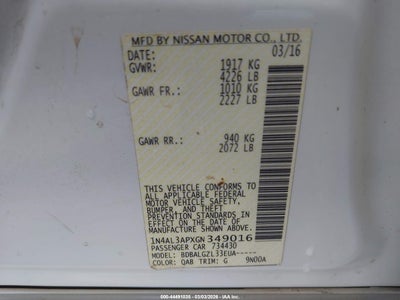 MFD BY NISSAN MOTOR CO., LTD.
DATE: 03/16
GVWR: 1917 KG
4226 LB
GAWR FR.: 1010 KG
2227 LB
GAWR RR.: 940 KG
2072 LB
THIS VEHICLE CONFORMS TO
ALL APPLICABLE FEDERAL
MOTOR VEHICLE SAFETY,
BUMPER, AND THEFT
PREVENTION STANDARDS IN
EFFECT ON THE DATE OF
MANUFACTURE SHOWN ABOVE.
1N4AL3APXGN349016
PASSENGER CAR 734430
MODEL: BDBALGZL33EUA-----
COLOR: QAB TRIM: G 9N00A
000-44491035 - 03/03/2026 -